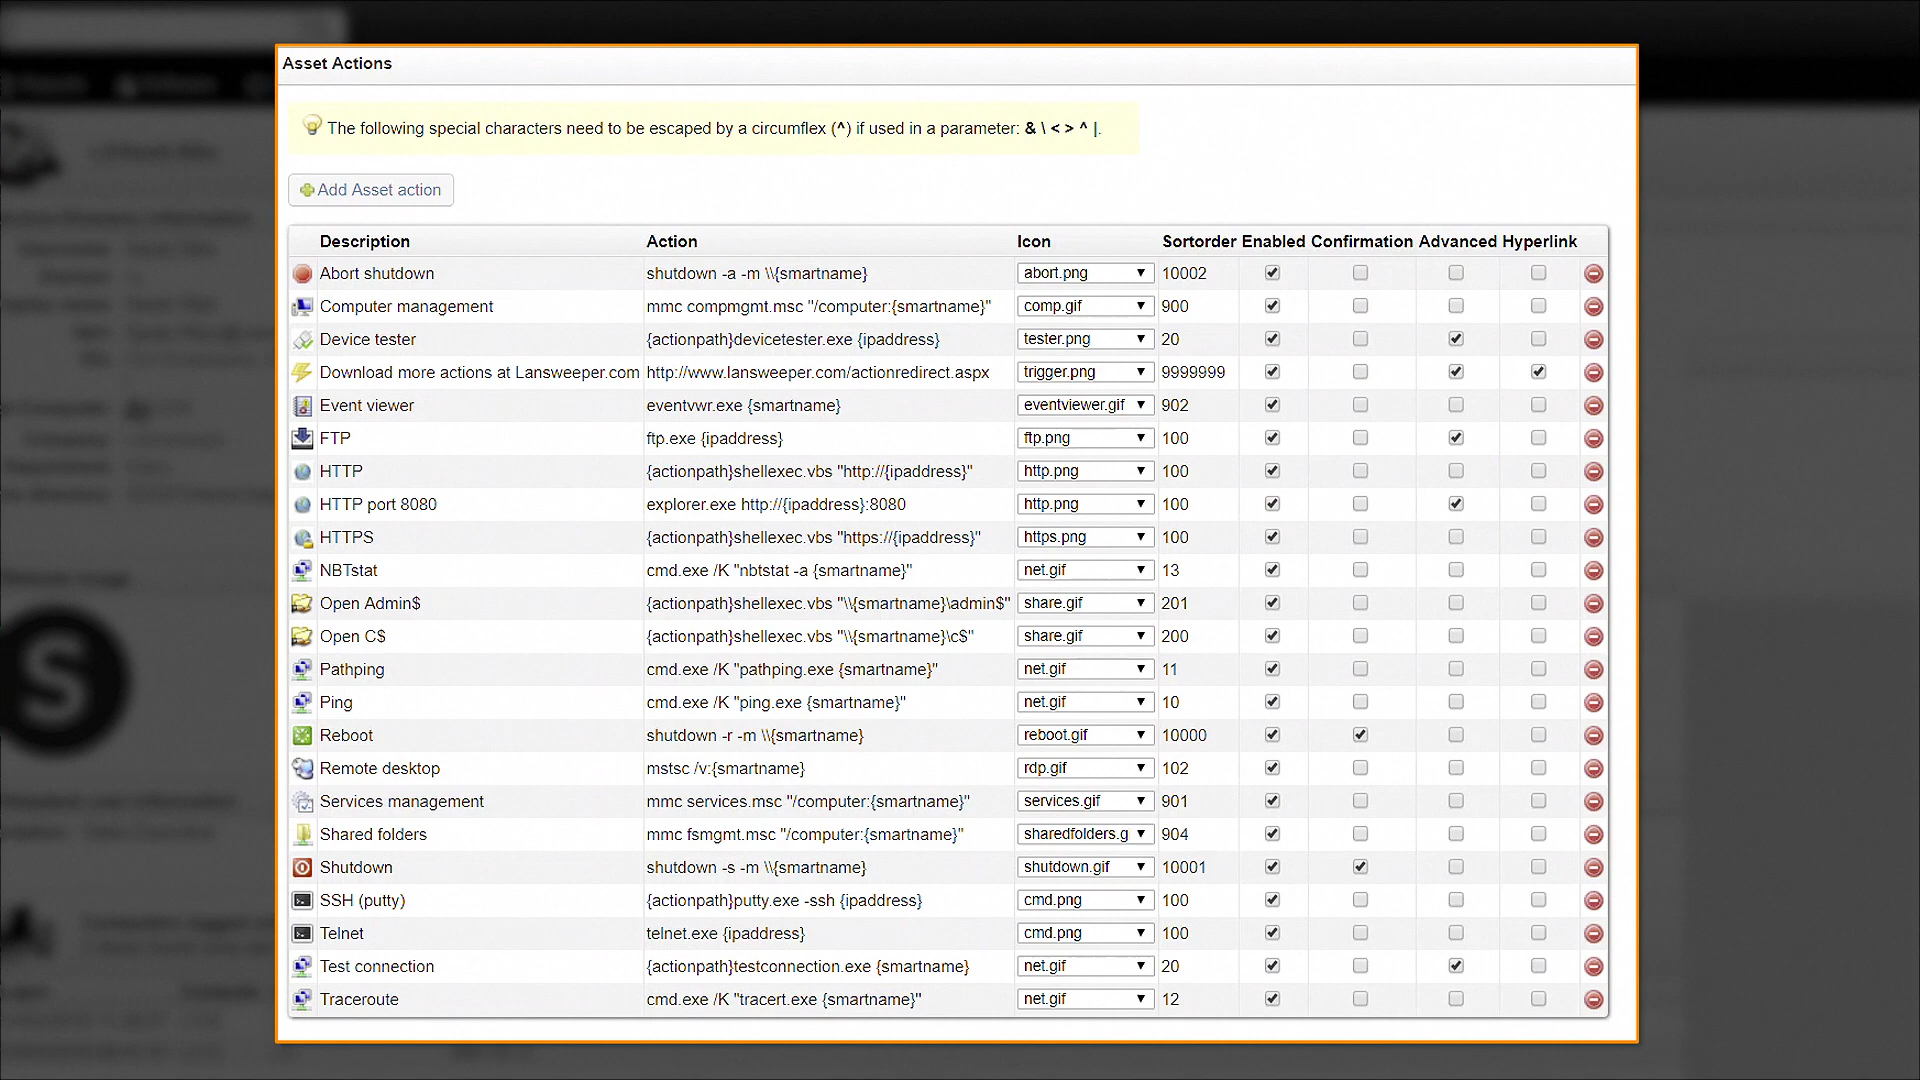 Asset Actions
The following special characters need to be escaped by a circumflex (^) if used in a parameter: & \ < > ^ |.
Add Asset action
Description Action Icon Sortorder Enabled Confirmation Advanced Hyperlink
Abort shutdown shutdown -a -m \\{smartname} abort.png 10002
Computer management mmc compmgmt.msc "/computer:{smartname}" comp.gif 900
Device tester {actionpath}devicetester.exe {ipaddress} tester.png 20
Download more actions at Lansweeper.com http://www.lansweeper.com/actionredirect.aspx trigger.png 9999999
Event viewer eventvwr.exe {smartname} eventviewer.gif 902
FTP ftp.exe {ipaddress} ftp.png 100
HTTP {actionpath}shellexec.vbs "http://{ipaddress}" http.png 100
HTTP port 8080 explorer.exe http://{ipaddress}:8080 http.png 100
HTTPS {actionpath}shellexec.vbs "https://{ipaddress}" https.png 100
NBTstat cmd.exe /K "nbtstat -a {smartname}" net.gif 13
Open Admin$ {actionpath}shellexec.vbs "\\{smartname}\admin$" share.gif 201
Open C$ {actionpath}shellexec.vbs "\\{smartname}\c$" share.gif 200
Pathping cmd.exe /K "pathping.exe {smartname}" net.gif 11
Ping cmd.exe /K "ping.exe {smartname}" net.gif 10
Reboot shutdown -r -m \\{smartname} reboot.gif 10000
Remote desktop mstsc /v:{smartname} rdp.gif 102
Services management mmc services.msc "/computer:{smartname}" services.gif 901
Shared folders mmc fsmgmt.msc "/computer:{smartname}" sharedfolders.g 904
Shutdown shutdown -s -m \\{smartname} shutdown.gif 10001
SSH (putty) {actionpath}putty.exe -ssh {ipaddress} cmd.png 100
Telnet telnet.exe {ipaddress} cmd.png 100
Test connection {actionpath}testconnection.exe {smartname} net.gif 20
Traceroute cmd.exe /K "tracert.exe {smartname}" net.gif 12
S